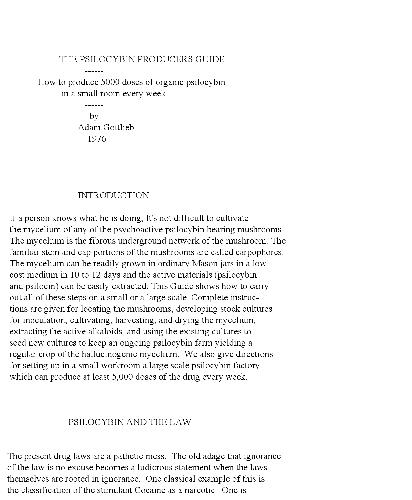 THE PSILOCYBIN PRODUCERS GUIDE
------
How to produce 5000 doses of organic psilocybin
in a small room every week
------
by
Adam Gottlieb
1976
INTRODUCTION
If a person knows what he is doing, it's not difficult to cultivate
the mycelium of any of the psychoactive psilocybin bearing mushrooms.
The mycelium is the fibrous underground network of the mushroom. The
familiar stem and cap portions of the mushrooms are called carpophores.
The mycelium can be readily grown in ordinary Mason jars in a low
cost medium in 10 to 12 days and the active materials (psilocybin
and psilocin) can be easily extracted. This Guide shows how to carry
out all of these steps on a small or a large scale. Complete instruc-
tions are given for locating the mushrooms, developing stock cultures
for inoculation, cultivating, harvesting, and drying the mycelium,
extracting the active alkaloids, and using the existing cultures to
seed new cultures to keep an ongoing psilocybin farm yielding a
regular crop of the hallucinogenic mycelium. We also give directions
for setting up in a small workroom a large scale psilocybin factory
which can produce at least 5,000 doses of the drug every week.
PSILOCYBIN AND THE LAW
The present drug laws are a pathetic mess. The old adage that ignorance
of the law is no excuse becomes a ludicrous statement when the laws
themselves are rooted in ignorance. One classical example of this is
the classification of the stimulant Cocaine as a narcotic. One is